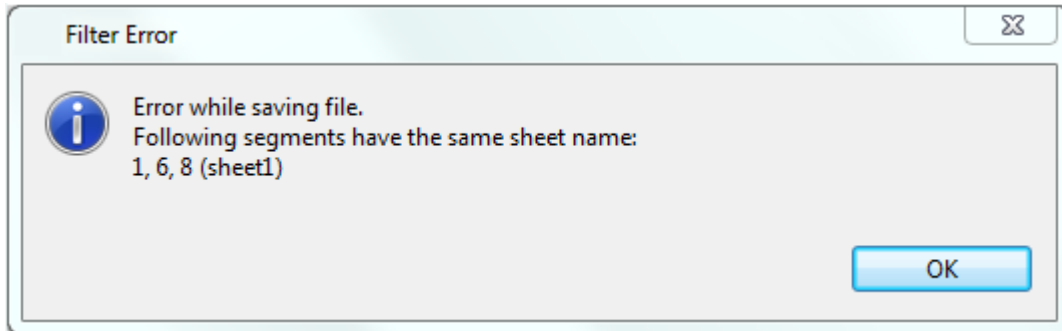 Filter Error
Error while saving file.
Following segments have the same sheet name:
1, 6, 8 (sheet1)
OK